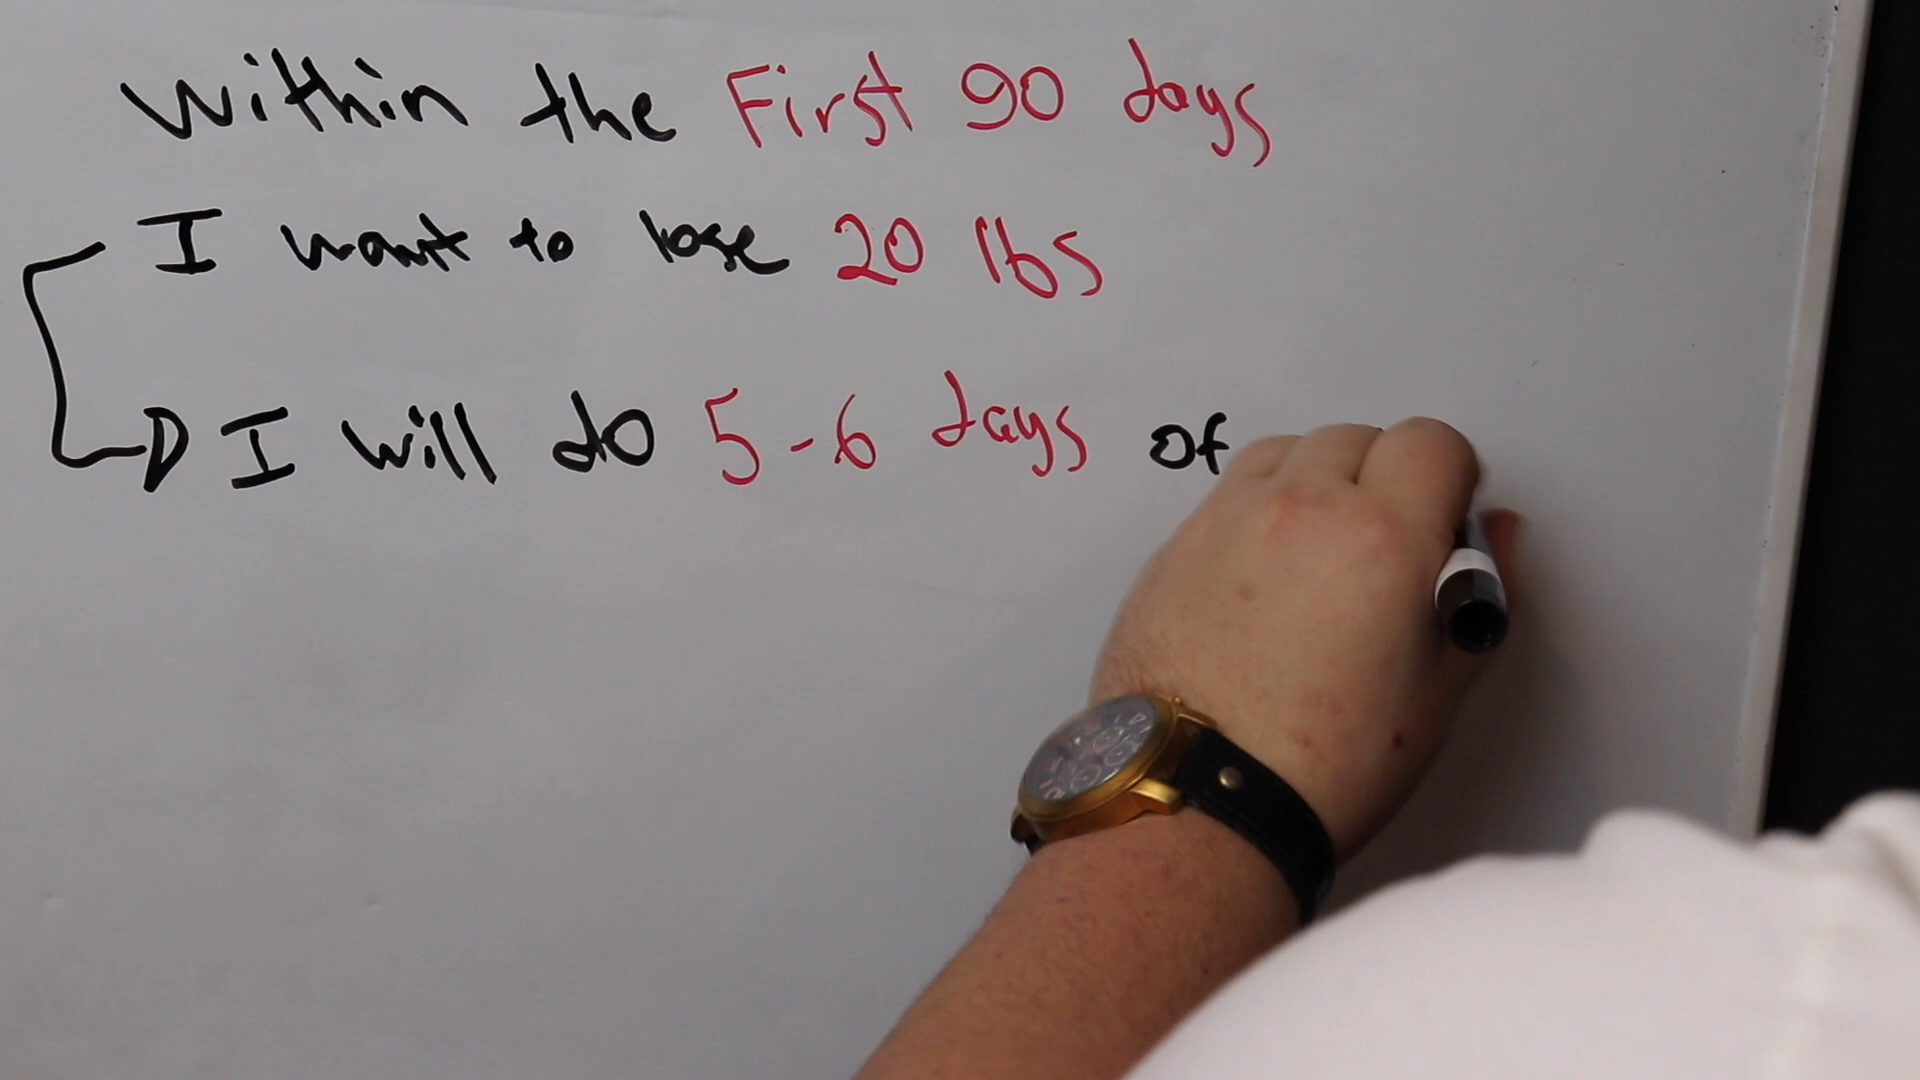 Within the First 90 days
I want to lose 20 lbs
I will do 5-6 days of